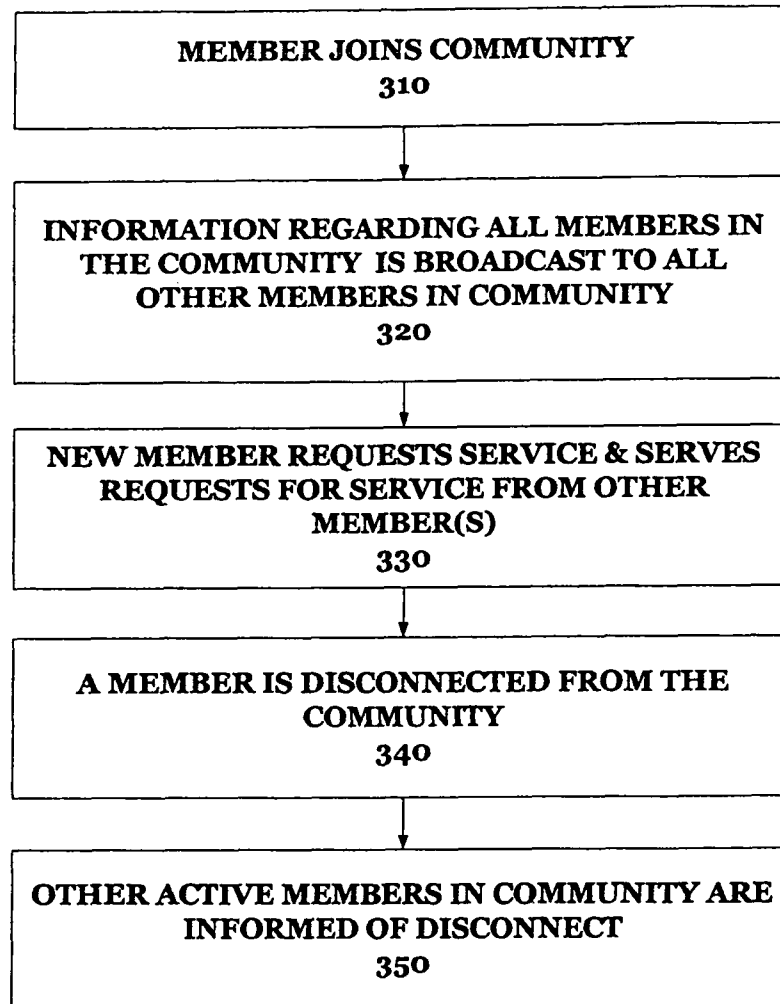 MEMBER JOINS COMMUNITY
310
INFORMATION REGARDING ALL MEMBERS IN
THE COMMUNITY IS BROADCAST TO ALL
OTHER MEMBERS IN COMMUNITY
320
NEW MEMBER REQUESTS SERVICE & SERVES
REQUESTS FOR SERVICE FROM OTHER
MEMBER(S)
330
A MEMBER IS DISCONNECTED FROM THE
COMMUNITY
340
OTHER ACTIVE MEMBERS IN COMMUNITY ARE
INFORMED OF DISCONNECT
350